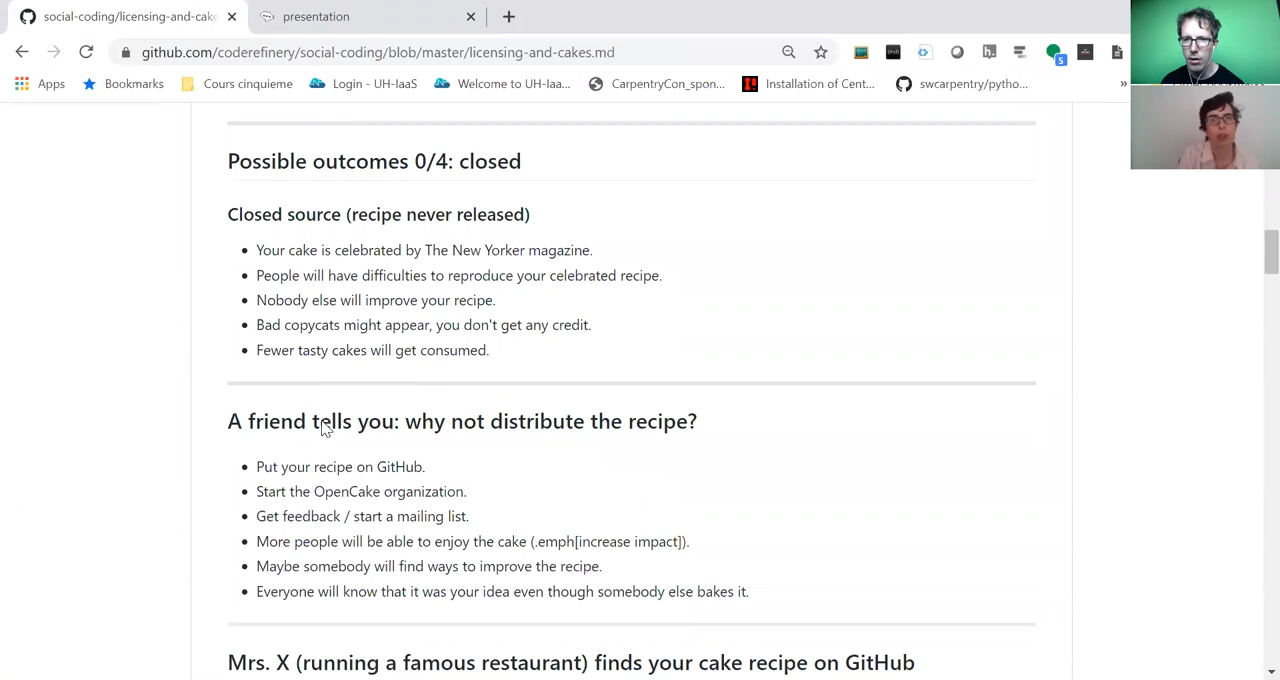 social-coding/licensing-and-cake
presentation
github.com/coderefinery/social-coding/blob/master/licensing-and-cakes.md
5
Apps
Bookmarks
Cours cinquieme
Login - UH-IaaS
Welcome to UH-Iaa...
CarpentryCon_spon...
Installation of Cent...
swcarpentry/pytho...
»
Possible outcomes 0/4: closed
Closed source (recipe never released)
Your cake is celebrated by The New Yorker magazine.
People will have difficulties to reproduce your celebrated recipe.
Nobody else will improve your recipe.
Bad copycats might appear, you don't get any credit.
Fewer tasty cakes will get consumed.
A friend tells you: why not distribute the recipe?
Put your recipe on GitHub.
Start the OpenCake organization.
Get feedback / start a mailing list.
More people will be able to enjoy the cake (.emph[increase impact]).
Maybe somebody will find ways to improve the recipe.
Everyone will know that it was your idea even though somebody else bakes it.
Mrs. X (running a famous restaurant) finds your cake recipe on GitHub